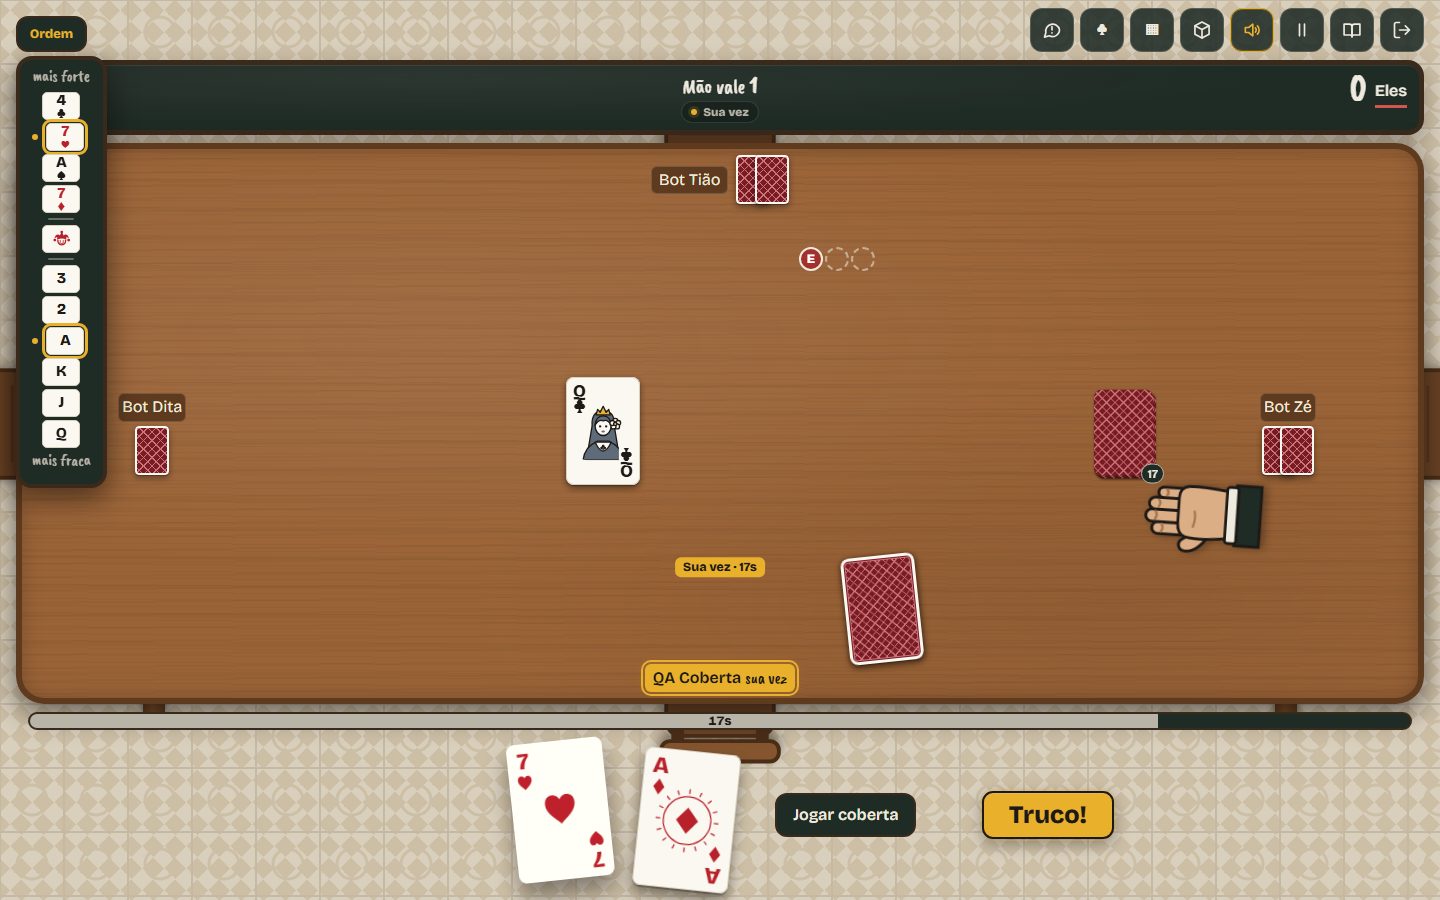 Ordem
mais forte
4
7
A
7
3
2
A
K
J
Q
mais fraca
Mão vale 1
Sua vez
0 Eles
Bot Tião
E
Bot Dita
Q
Q
17
Bot Zé
Sua vez · 17s
QA Coberta sua vez
17s
7
7
A
A
Jogar coberta
Truco!